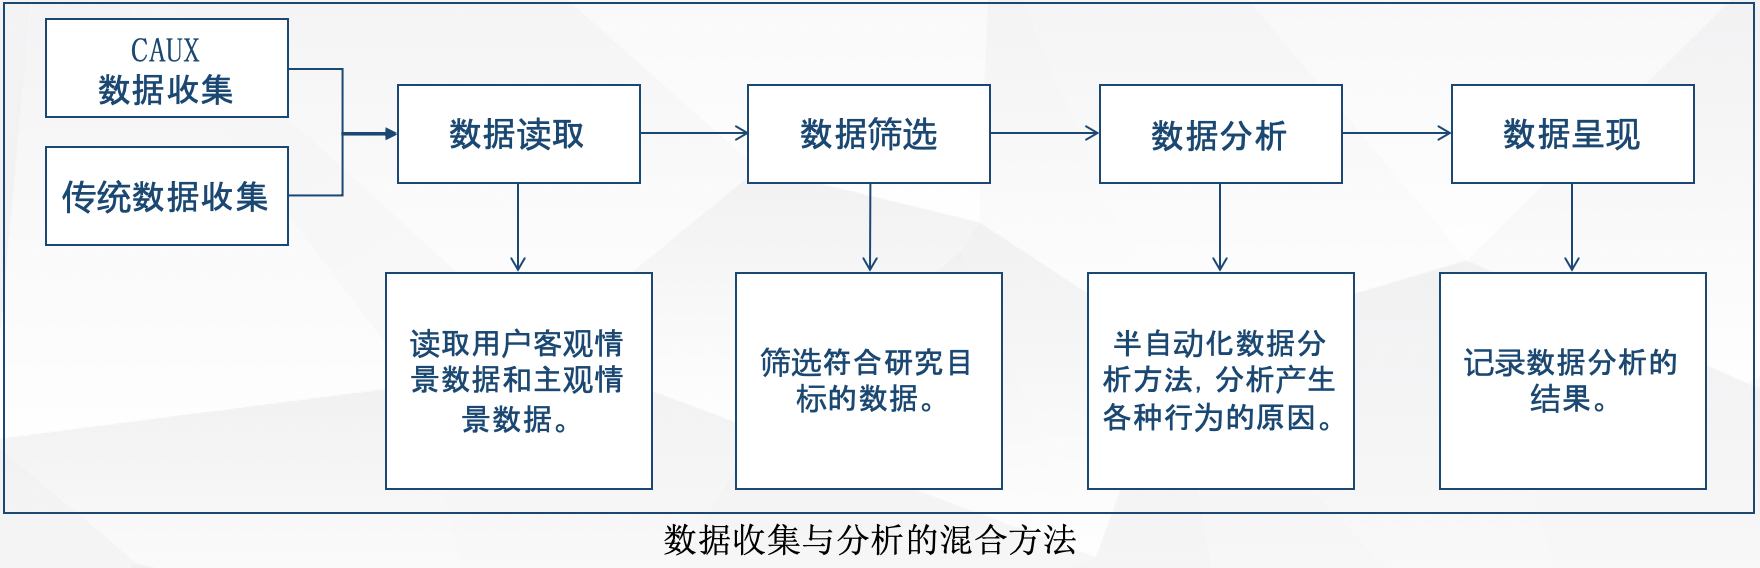 CAUX
数据收集
传统数据收集
数据读取
数据筛选
数据分析
数据呈现
读取用户客观情
景数据和主观情
景数据。
筛选符合研究目
标的数据。
半自动化数据分
析方法,分析产生
各种行为的原因。
记录数据分析的
结果。
数据收集与分析的混合方法